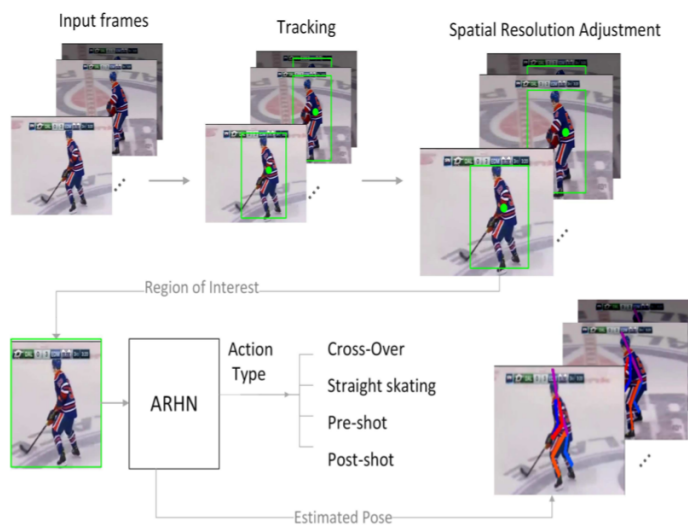 Input frames
Tracking
Spatial Resolution Adjustment
Region of Interest
ARHN
Action
Type
Cross-Over
Straight skating
Pre-shot
Post-shot
Estimated Pose